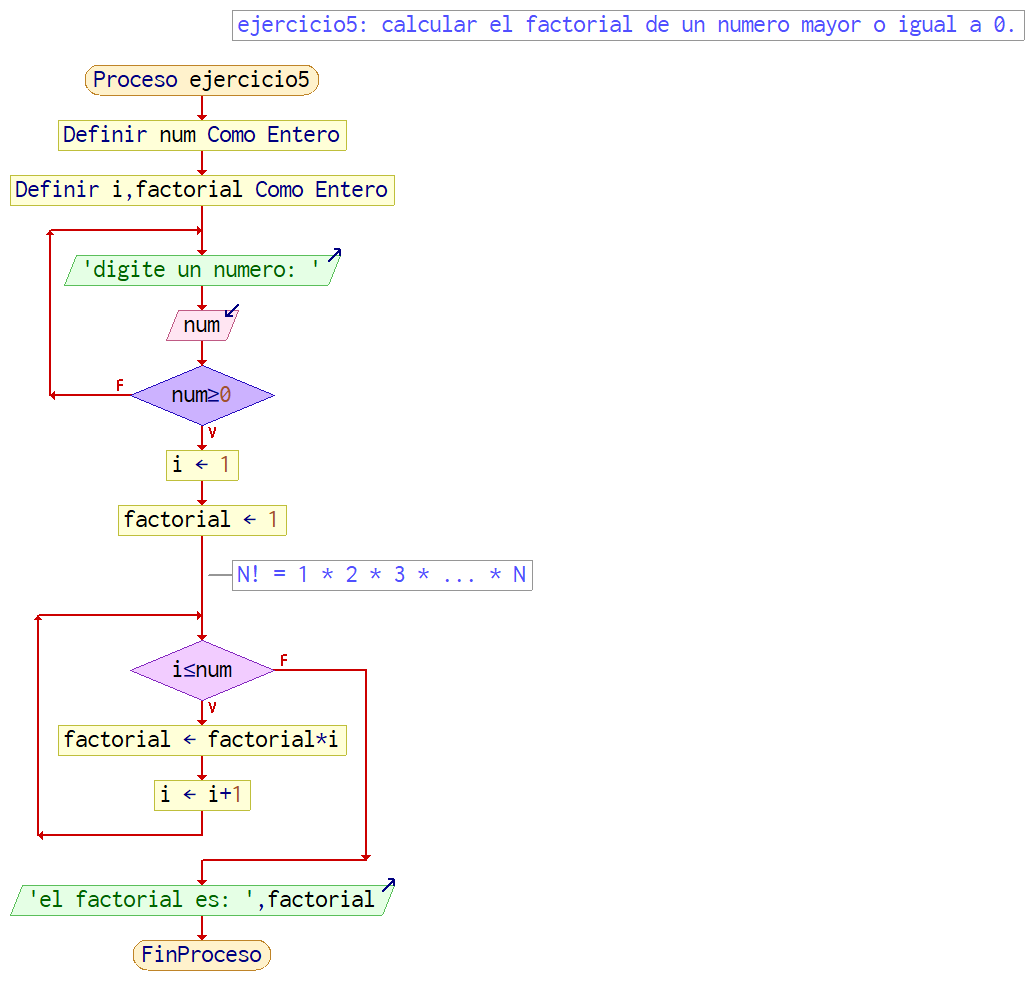 ejercicio5: calcular el factorial de un numero mayor o igual a 0.
Proceso ejercicio5
Definir num Como Entero
Definir i,factorial Como Entero
'digite un numero: '
num
num≥0
F
V
i ← 1
factorial ← 1
N! = 1 * 2 * 3 * ... * N
i≤num
F
V
factorial ← factorial*i
i ← i+1
'el factorial es: ',factorial
FinProceso